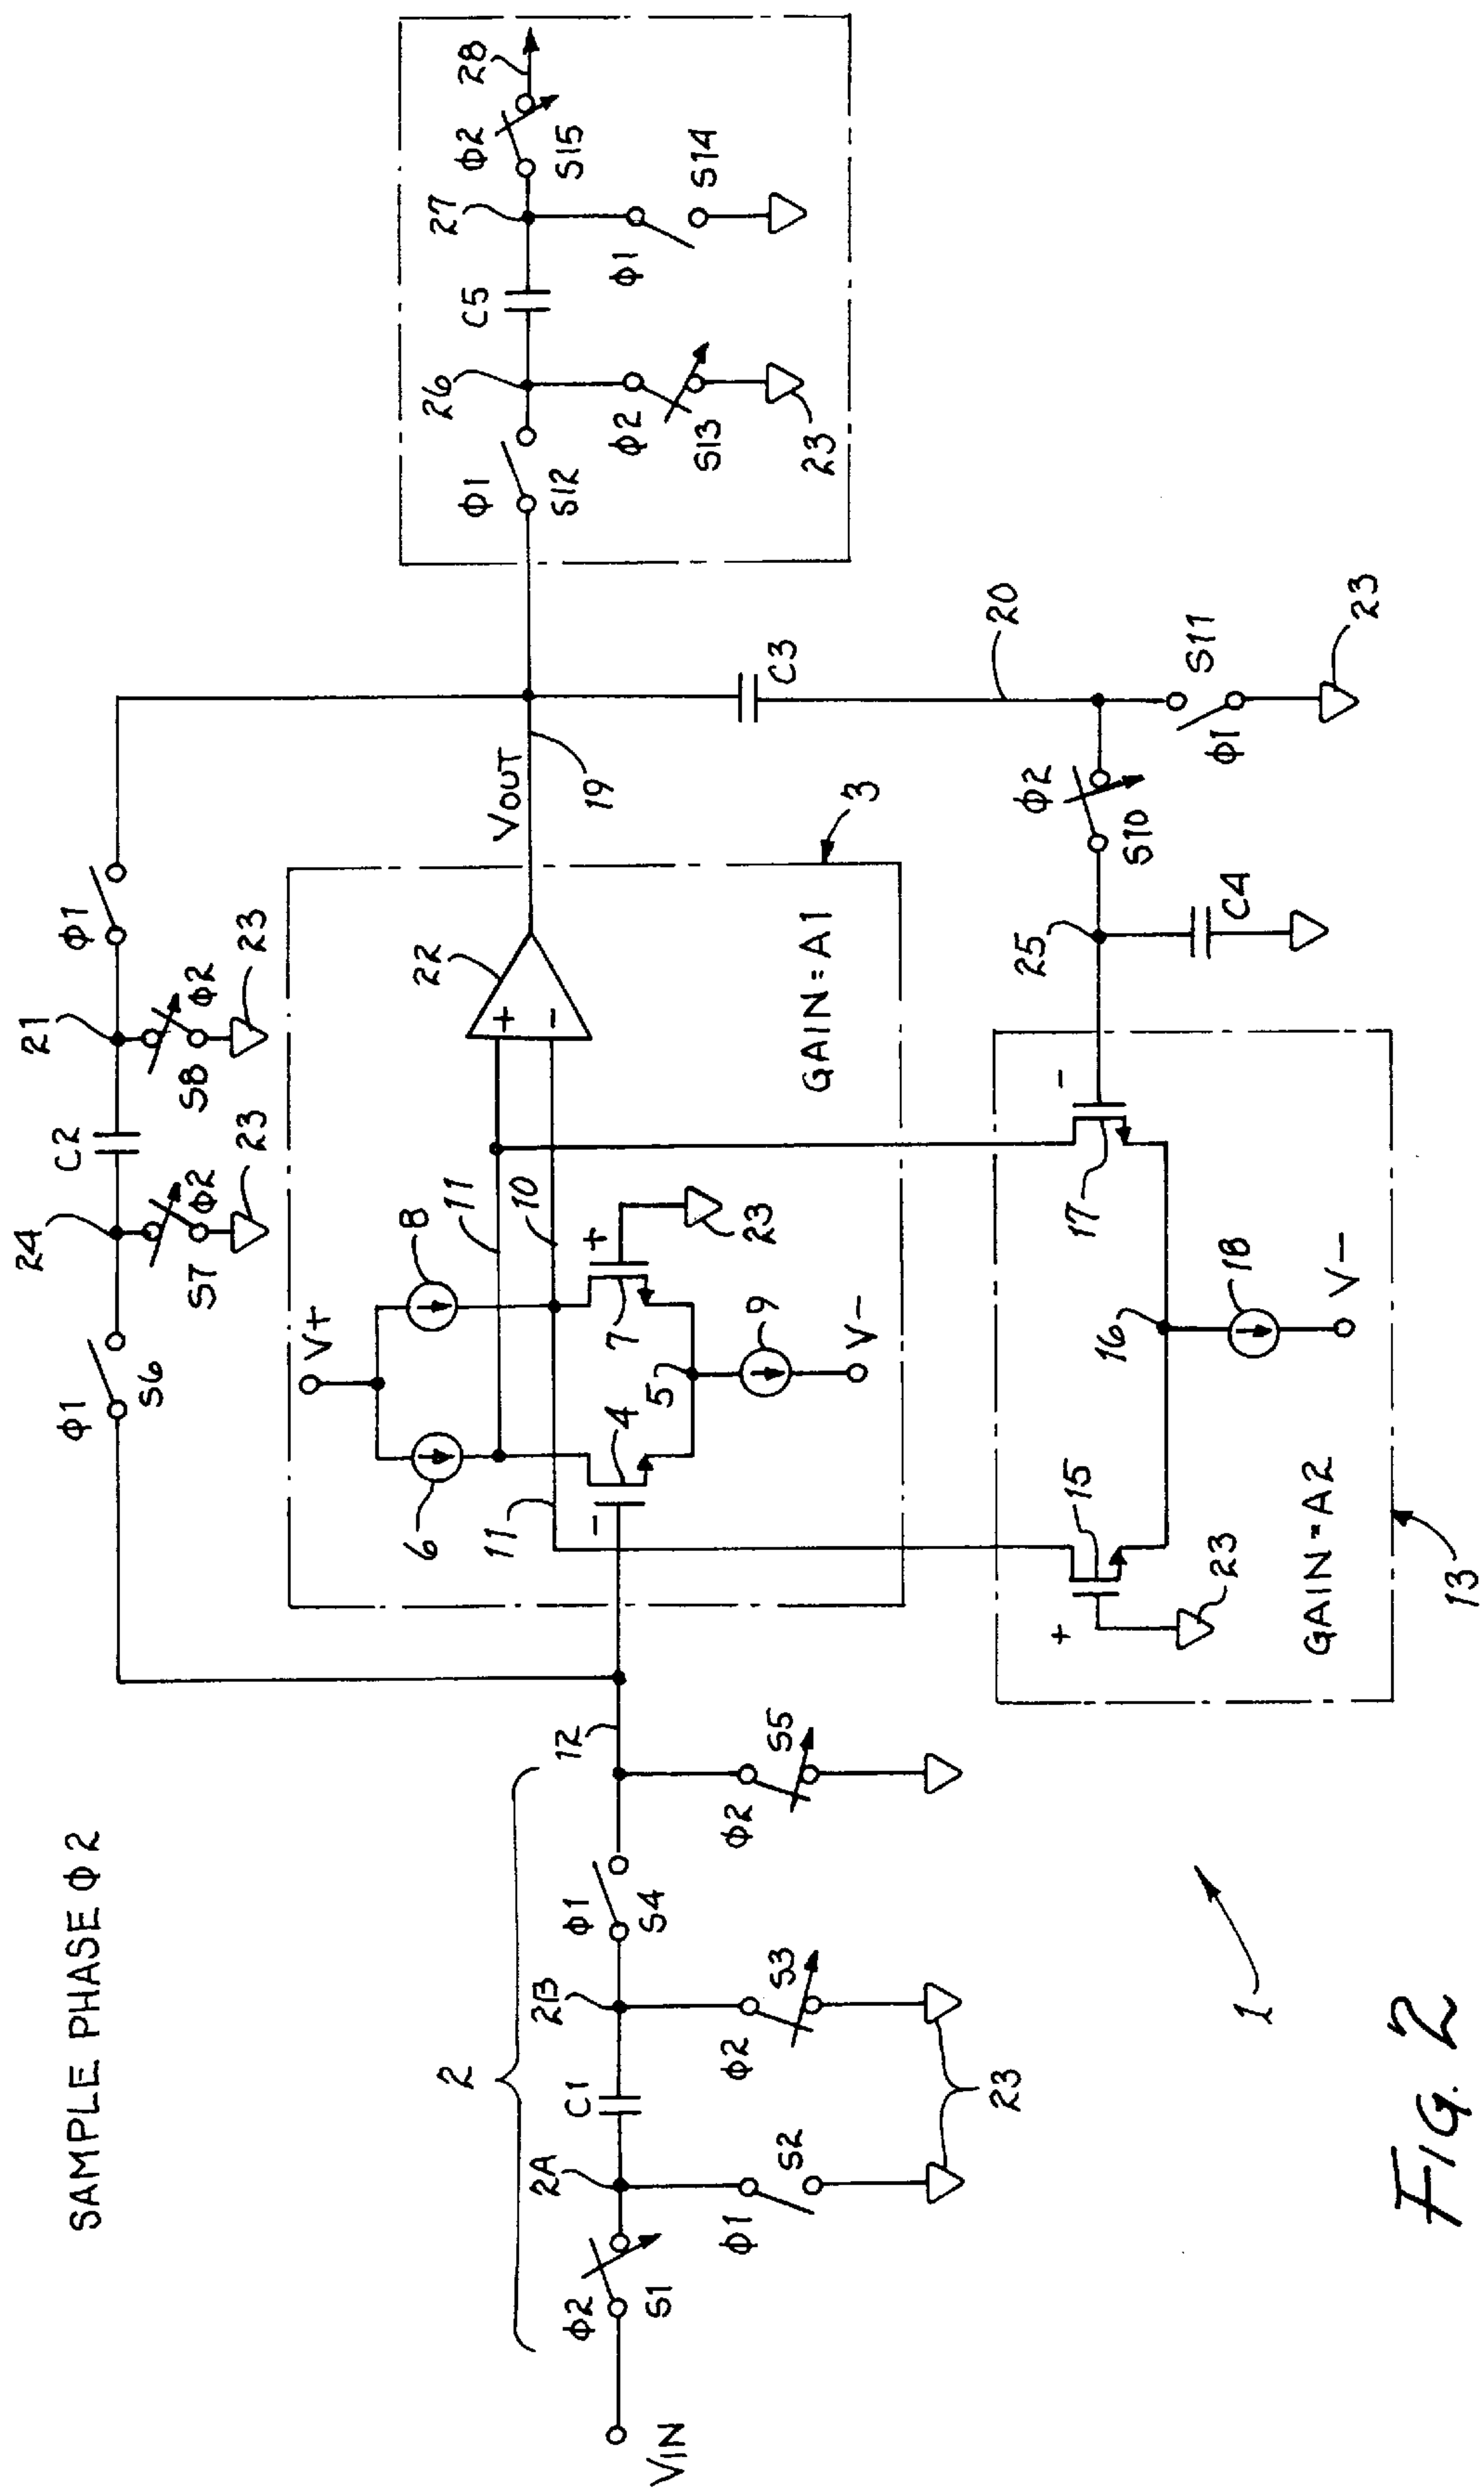 SAMPLE PHASE Φ2
24
C2
21
Φ1
S6
S7
Φ2
23
S8
Φ2
23
Φ1
V+
6
8
11
11
10
22
+
-
VOUT
19
-
4
5
7
+
23
9
V-
GAIN=A1
3
VIN
Φ2
S1
2
2A
C1
2B
Φ1
S4
12
Φ1
S2
Φ2
S3
Φ2
S5
23
Φ1
S12
26
C5
27
Φ2
S15
28
Φ2
S13
23
Φ1
S14
C3
20
25
C4
Φ2
S10
Φ1
S11
23
+
15
23
-
17
16
18
V-
GAIN=A2
13
1
FIG. 2